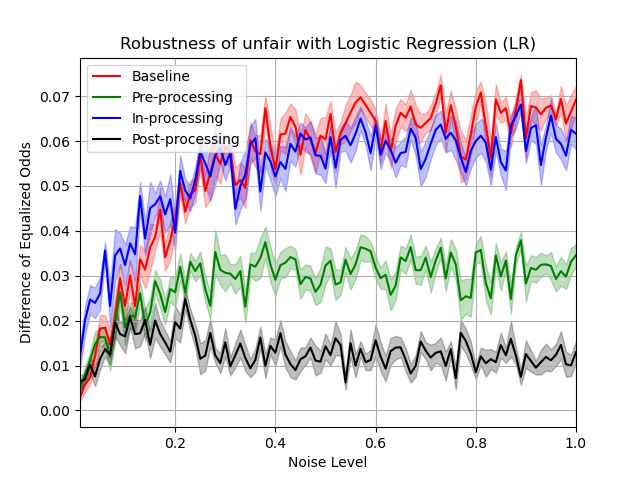 Robustness of unfair with Logistic Regression (LR)
Baseline
Pre-processing
In-processing
Post-processing
Difference of Equalized Odds
0.07
0.06
0.05
0.04
0.03
0.02
0.01
0.00
0.2 0.4 0.6 0.8 1.0
Noise Level